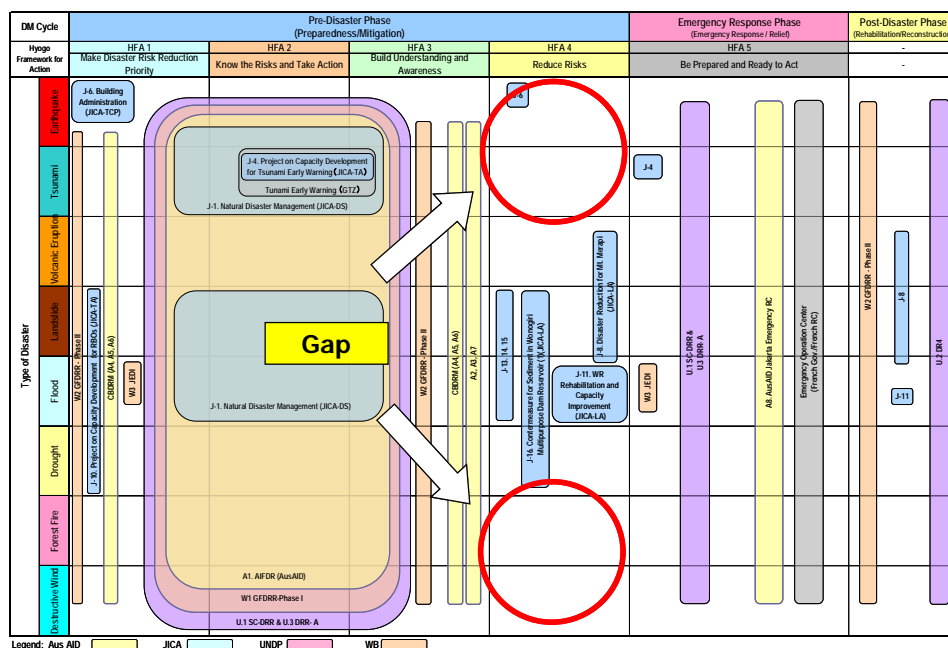 DM Cycle
Pre-Disaster Phase
(Preparedness/Mitigation)
Emergency Response Phase
(Emergency Response / Relief)
Post-Disaster Phase
(Rehabilitation/Reconstruction
Hyogo
Framework for
Action
HFA 1
HFA 2
HFA 3
HFA 4
HFA 5
-
Make Disaster Risk Reduction
Priority
Know the Risks and Take Action
Build Understanding and
Awareness
Reduce Risks
Be Prepared and Ready to Act
-
Type of Disaster
Earthquake
Tsunami
Volcanic Eruption
Landslide
Flood
Drought
Forest Fire
Destructive Wind
J-6. Building
Administration
(JICA-TCP)
J-6
J-4. Project on Capacity Development
for Tsunami Early Warning (JICA-TA)
Tunami Early Warning (GTZ)
J-1. Natural Disaster Management (JICA-DS)
J-4
Gap
J-1. Natural Disaster Management (JICA-DS)
W2 GFDRR - Phase II
J-10. Project on Capacity Development for RBOs (JICA-TA)
CBDRM (A4, A5, A6)
W3 JEDI
W2 GFDRR - Phase II
CBDRM (A4, A5, A6)
A2, A3, A7
J-13. 14. 15
J-16. Contermeasure for Sediment in Wonogiri
Multipurpose Dam Reservoir (1)(JICA-LA)
J-8. Disaster Reduction for Mt. Merapi
(JICA-LA)
J-11. WR
Rehabilitation and
Capacity
Improvement
(JICA-LA)
W3 JEDI
U.1 SC-DRR &
U.3 DRR- A
A8. AusAID Jakarta Emergency RC
Emergency Operation Center
(French Gov./French RC)
W2 GFDRR - Phase II
J-8
J-11
U.2 DR4
A1. AIFDR (AusAID)
W1 GFDRR-Phase I
U.1 SC-DRR & U.3 DRR- A
Legend: Aus AID
JICA
UNDP
WB